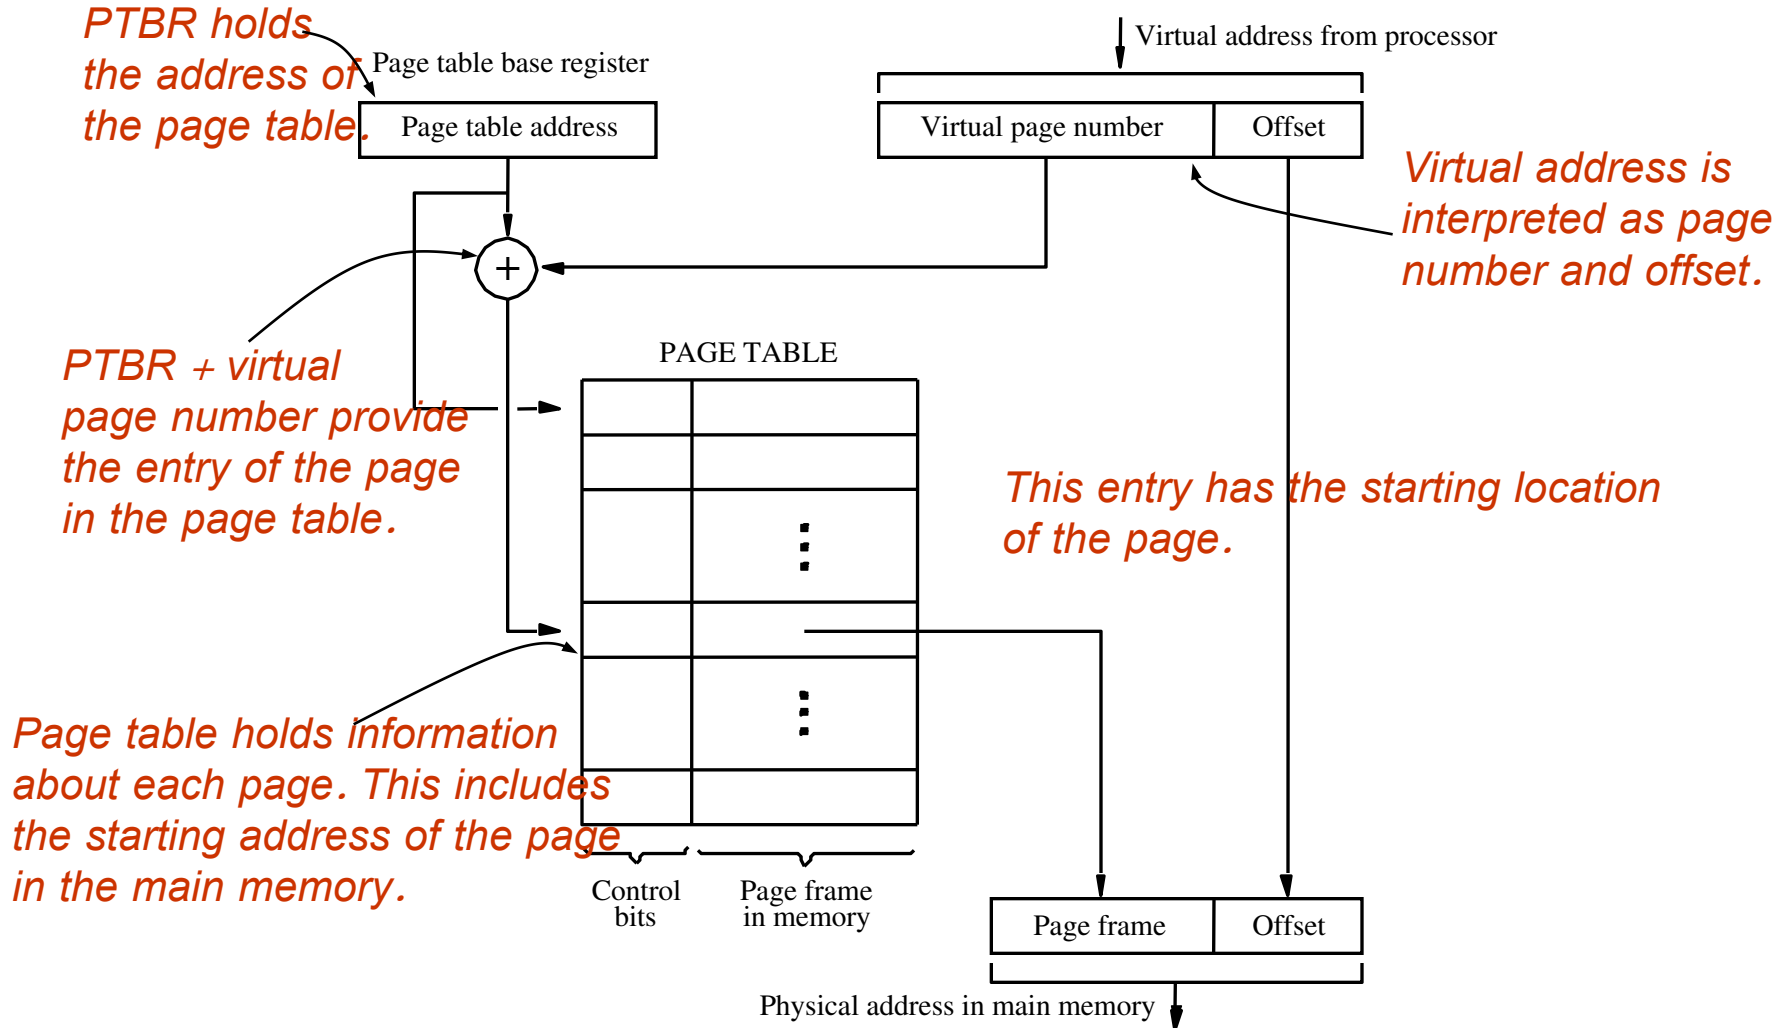 PTBR holds
the address of
the page table.
Page table base register
Page table address
Virtual address from processor
Virtual page number
Offset
Virtual address is
interpreted as page
number and offset.
+
PTBR + virtual
page number provide
the entry of the page
in the page table.
PAGE TABLE
This entry has the starting location
of the page.
Page table holds information
about each page. This includes
the starting address of the page
in the main memory.
Control
bits
Page frame
in memory
Page frame
Offset
Physical address in main memory